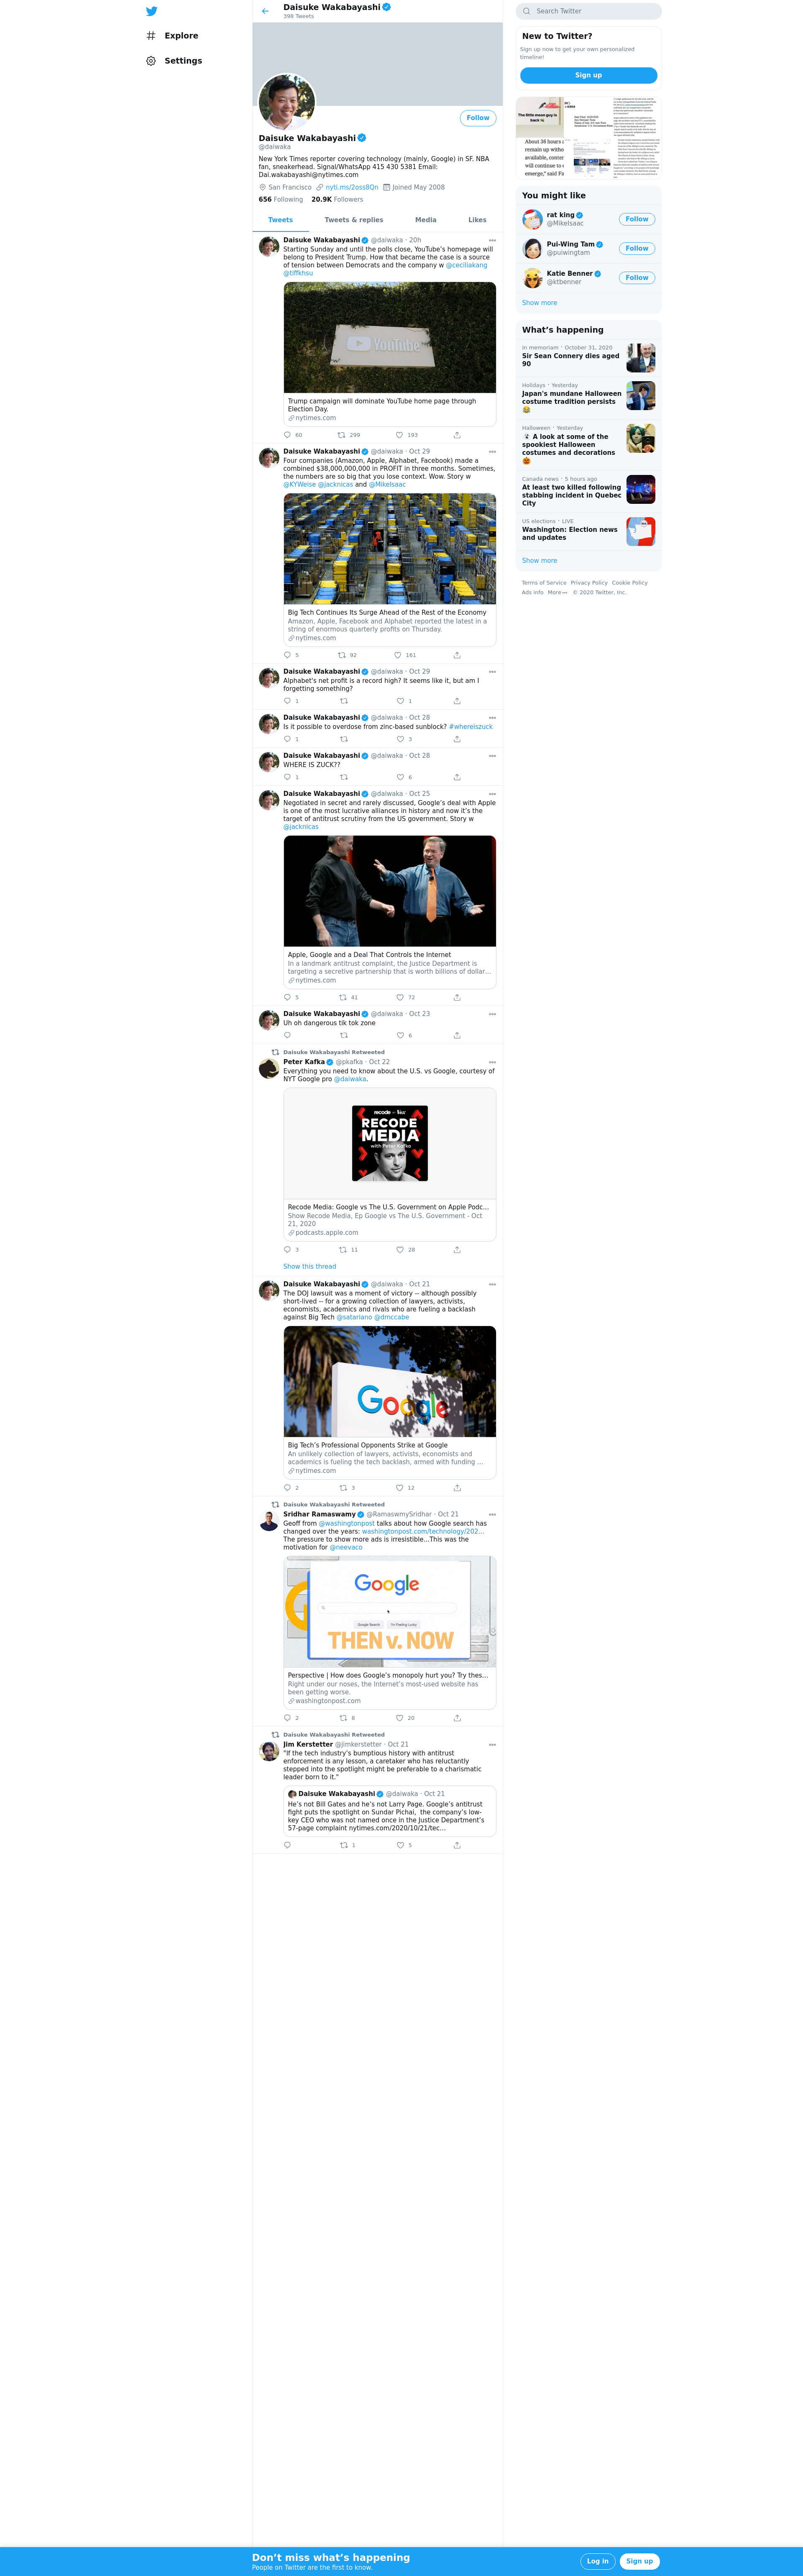 Explore
Settings
Daisuke Wakabayashi
398 Tweets
Follow
Daisuke Wakabayashi
@daiwaka
New York Times reporter covering technology (mainly, Google) in SF. NBA
fan, sneakerhead. Signal/WhatsApp 415 430 5381 Email:
Dai.wakabayashi@nytimes.com
San Francisco nyti.ms/2oss8Qn Joined May 2008
656 Following 20.9K Followers
Tweets Tweets & replies Media Likes
Daisuke Wakabayashi @daiwaka · 20h
Starting Sunday and until the polls close, YouTube’s homepage will
belong to President Trump. How that became the case is a source
of tension between Democrats and the company w @ceciliakang
@tiffkhsu
YouTube
Trump campaign will dominate YouTube home page through
Election Day.
nytimes.com
60 299 193
Daisuke Wakabayashi @daiwaka · Oct 29
Four companies (Amazon, Apple, Alphabet, Facebook) made a
combined $38,000,000,000 in PROFIT in three months. Sometimes,
the numbers are so big that you lose context. Wow. Story w
@KYWeise @jacknicas and @MikeIsaac
Big Tech Continues Its Surge Ahead of the Rest of the Economy
Amazon, Apple, Facebook and Alphabet reported the latest in a
string of enormous quarterly profits on Thursday.
nytimes.com
5 92 161
Daisuke Wakabayashi @daiwaka · Oct 29
Alphabet’s net profit is a record high? It seems like it, but am I
forgetting something?
1 1
Daisuke Wakabayashi @daiwaka · Oct 28
Is it possible to overdose from zinc-based sunblock? #whereiszuck
1 3
Daisuke Wakabayashi @daiwaka · Oct 28
WHERE IS ZUCK??
1 6
Daisuke Wakabayashi @daiwaka · Oct 25
Negotiated in secret and rarely discussed, Google’s deal with Apple
is one of the most lucrative alliances in history and now it’s the
target of antitrust scrutiny from the US government. Story w
@jacknicas
Apple, Google and a Deal That Controls the Internet
In a landmark antitrust complaint, the Justice Department is
targeting a secretive partnership that is worth billions of dollar...
nytimes.com
5 41 72
Daisuke Wakabayashi @daiwaka · Oct 23
Uh oh dangerous tik tok zone
6
Daisuke Wakabayashi Retweeted
Peter Kafka @pkafka · Oct 22
Everything you need to know about the U.S. vs Google, courtesy of
NYT Google pro @daiwaka.
recode
RECODE
MEDIA
with Peter Kafka
Recode Media: Google vs The U.S. Government on Apple Podc...
Show Recode Media, Ep Google vs The U.S. Government - Oct
21, 2020
podcasts.apple.com
3 11 28
Show this thread
Daisuke Wakabayashi @daiwaka · Oct 21
The DOJ lawsuit was a moment of victory -- although possibly
short-lived -- for a growing collection of lawyers, activists,
economists, academics and rivals who are fueling a backlash
against Big Tech @satariano @dmccabe
Google
Big Tech’s Professional Opponents Strike at Google
An unlikely collection of lawyers, activists, economists and
academics is fueling the tech backlash, armed with funding ...
nytimes.com
2 3 12
Daisuke Wakabayashi Retweeted
Sridhar Ramaswamy @RamaswmySridhar · Oct 21
Geoff from @washingtonpost talks about how Google search has
changed over the years: washingtonpost.com/technology/202...
The pressure to show more ads is irresistible...This was the
motivation for @neevaco
Google
Google Search I'm Feeling Lucky
THEN v. NOW
Perspective | How does Google’s monopoly hurt you? Try thes...
Right under our noses, the Internet’s most-used website has
been getting worse.
washingtonpost.com
2 8 20
Daisuke Wakabayashi Retweeted
Jim Kerstetter @jimkerstetter · Oct 21
"If the tech industry’s bumptious history with antitrust
enforcement is any lesson, a caretaker who has reluctantly
stepped into the spotlight might be preferable to a charismatic
leader born to it."
Daisuke Wakabayashi @daiwaka · Oct 21
He’s not Bill Gates and he’s not Larry Page. Google’s antitrust
fight puts the spotlight on Sundar Pichai, the company’s low-
key CEO who was not named once in the Justice Department’s
57-page complaint nytimes.com/2020/10/21/tec...
1 5
Search Twitter
New to Twitter?
Sign up now to get your own personalized
timeline!
Sign up
The little moon guy is
back
About 36 hours
remain up witho
available, conten
will continue to
emerge," said F
You might like
rat king
@MikeIsaac
Follow
Pui-Wing Tam
@puiwingtam
Follow
Katie Benner
@ktbenner
Follow
Show more
What’s happening
In memoriam · October 31, 2020
Sir Sean Connery dies aged
90
Holidays · Yesterday
Japan's mundane Halloween
costume tradition persists
😂
Halloween · Yesterday
A look at some of the
spookiest Halloween
costumes and decorations
🎃
Canada news · 5 hours ago
At least two killed following
stabbing incident in Quebec
City
US elections · LIVE
Washington: Election news
and updates
Show more
Terms of Service Privacy Policy Cookie Policy
Ads info More © 2020 Twitter, Inc.
Don’t miss what’s happening
People on Twitter are the first to know.
Log in Sign up